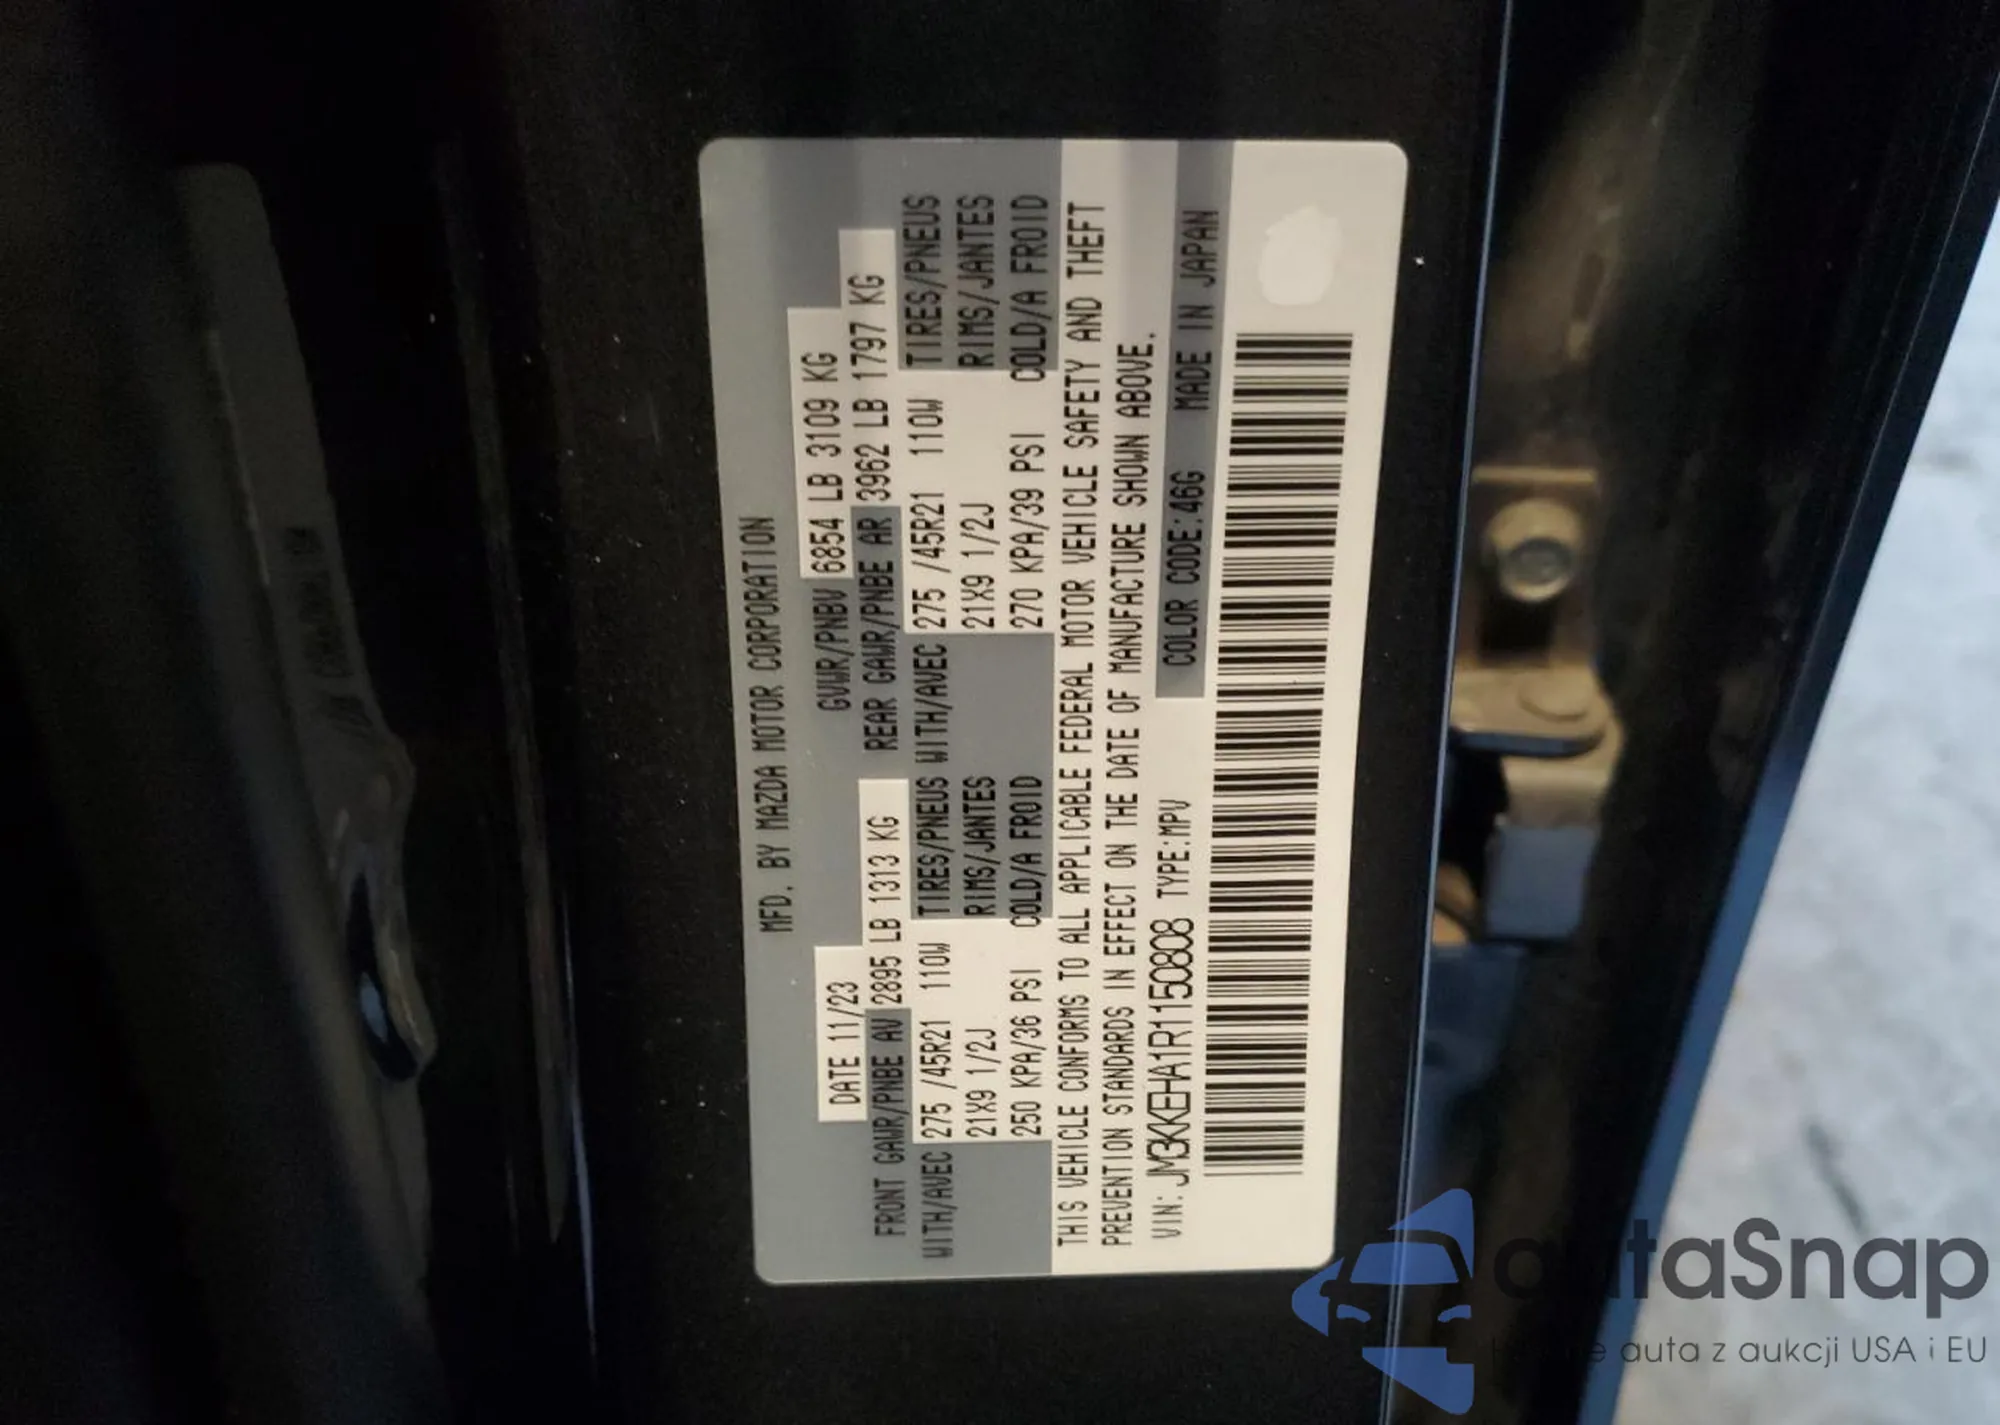 MFD. BY MAZDA MOTOR CORPORATION
DATE 11/23 GVWR/PNBV 6854 LB 3109 KG
FRONT GAWR/PNBE AV 2895 LB 1313 KG REAR GAWR/PNBE AR 3962 LB 1797 KG
WITH/AVEC 275 /45R21 110W TIRES/PNEUS WITH/AVEC 275 /45R21 110W TIRES/PNEUS
21X9 1/2J RIMS/JANTES 21X9 1/2J RIMS/JANTES
250 KPA/36 PSI COLD/A FROID 270 KPA/39 PSI COLD/A FROID
THIS VEHICLE CONFORMS TO ALL APPLICABLE FEDERAL MOTOR VEHICLE SAFETY AND THEFT
PREVENTION STANDARDS IN EFFECT ON THE DATE OF MANUFACTURE SHOWN ABOVE.
VIN: JM3KKEHA1R1150808 TYPE:MPV COLOR CODE:46G MADE IN JAPAN
autaSnap
auta z aukcji USA i EU